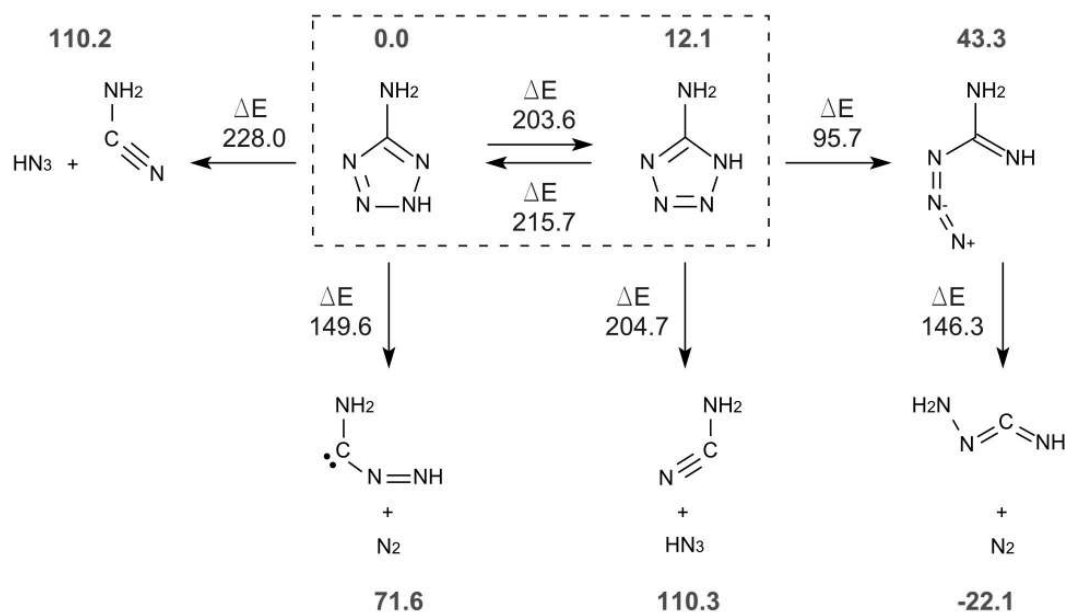 110.2
0.0
12.1
43.3
NH2
C
N
HN3 +
ΔE
228.0
NH2
N
N
N
NH
ΔE
203.6
ΔE
215.7
NH2
N
NH
N
N
ΔE
95.7
NH2
N
NH
N-
N+
ΔE
149.6
ΔE
204.7
ΔE
146.3
NH2
C
N
NH
+
N2
NH2
C
N
+
HN3
H2N
C
N
NH
+
N2
71.6
110.3
-22.1